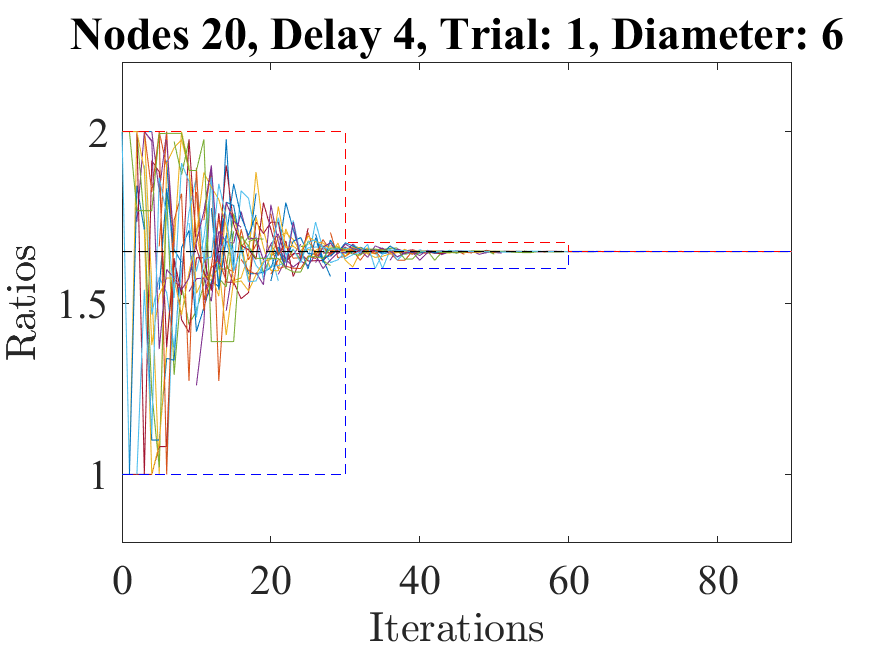 Nodes 20, Delay 4, Trial: 1, Diameter: 6
2
1.5
1
Ratios
0 20 40 60 80
Iterations